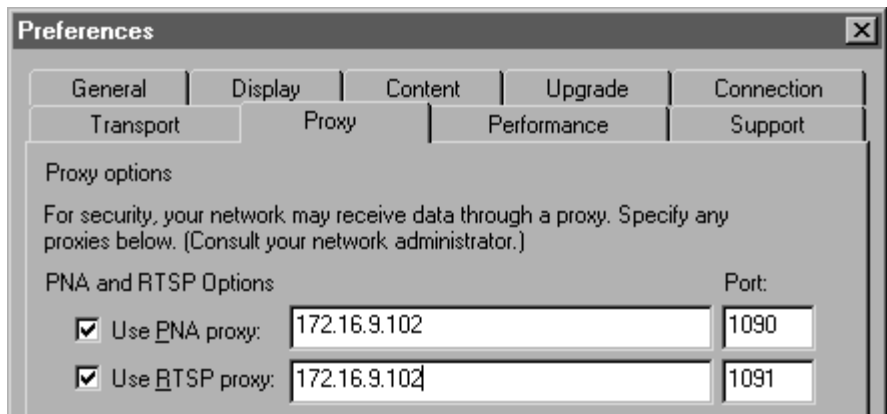 Preferences
General Display Content Upgrade Connection
Transport Proxy Performance Support
Proxy options
For security, your network may receive data through a proxy. Specify any
proxies below. (Consult your network administrator.)
PNA and RTSP Options Port:
Use PNA proxy: 172.16.9.102 1090
Use RTSP proxy: 172.16.9.102 1091